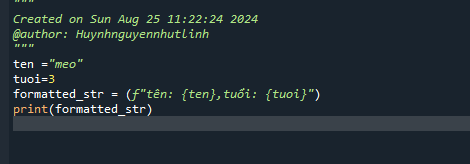 """
Created on Sun Aug 25 11:22:24 2024
@author: Huynhnguyennhutlinh
"""
ten ="meo"
tuoi=3
formatted_str = (f"tên: {ten},tuổi: {tuoi}")
print(formatted_str)